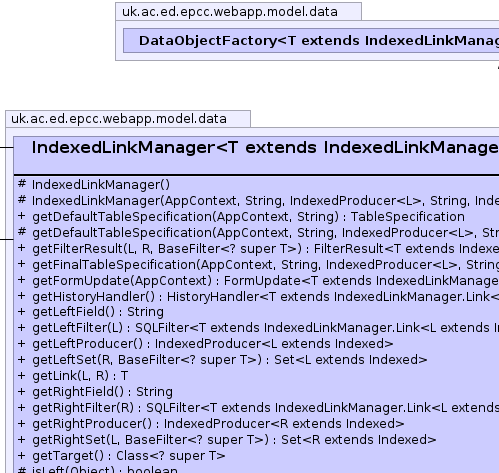 uk.ac.ed.epcc.webapp.model.data
DataObjectFactory<T extends IndexedLinkManag
uk.ac.ed.epcc.webapp.model.data
IndexedLinkManager<T extends IndexedLinkManage
# IndexedLinkManager()
# IndexedLinkManager(AppContext, String, IndexedProducer<L>, String, Inde
+ getDefaultTableSpecification(AppContext, String) : TableSpecification
# getDefaultTableSpecification(AppContext, String, IndexedProducer<L>, Str
+ getFilterResult(L, R, BaseFilter<? super T>) : FilterResult<T extends Indexe
+ getFinalTableSpecification(AppContext, String, IndexedProducer<L>, String
+ getFormUpdate(AppContext) : FormUpdate<T extends IndexedLinkManage
+ getHistoryHandler() : HistoryHandler<T extends IndexedLinkManager.Link<
+ getLeftField() : String
+ getLeftFilter(L) : SQLFilter<T extends IndexedLinkManager.Link<L extends I
+ getLeftProducer() : IndexedProducer<L extends Indexed>
+ getLeftSet(R, BaseFilter<? super T>) : Set<L extends Indexed>
+ getLink(L, R) : T
+ getRightField() : String
+ getRightFilter(R) : SQLFilter<T extends IndexedLinkManager.Link<L extends
+ getRightProducer() : IndexedProducer<R extends Indexed>
+ getRightSet(L, BaseFilter<? super T>) : Set<R extends Indexed>
+ getTarget() : Class<? super T>
# isLeft(Object) : boolean